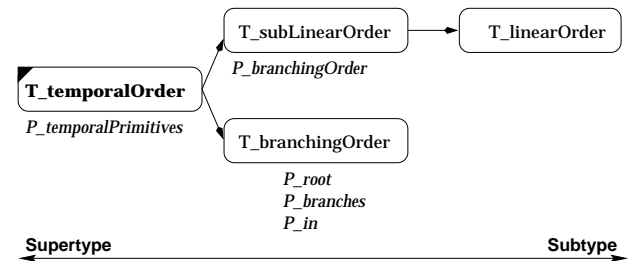 T_subLinearOrder
T_linearOrder
P_branchingOrder
T_temporalOrder
P_temporalPrimitives
T_branchingOrder
P_root
P_branches
P_in
Supertype
Subtype